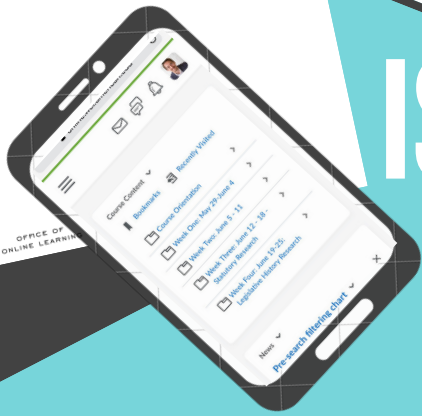 IS
Course Content
Bookmarks
Recently Visited
Course Orientation
Week One: May 29-June 4
Week Two: June 5 - 11
Week Three: June 12 - 18 -
Statutory Research
Week Four: June 19-25:
Legislative History Research
News
Pre-search filtering chart
OFFICE OF
ONLINE LEARNING